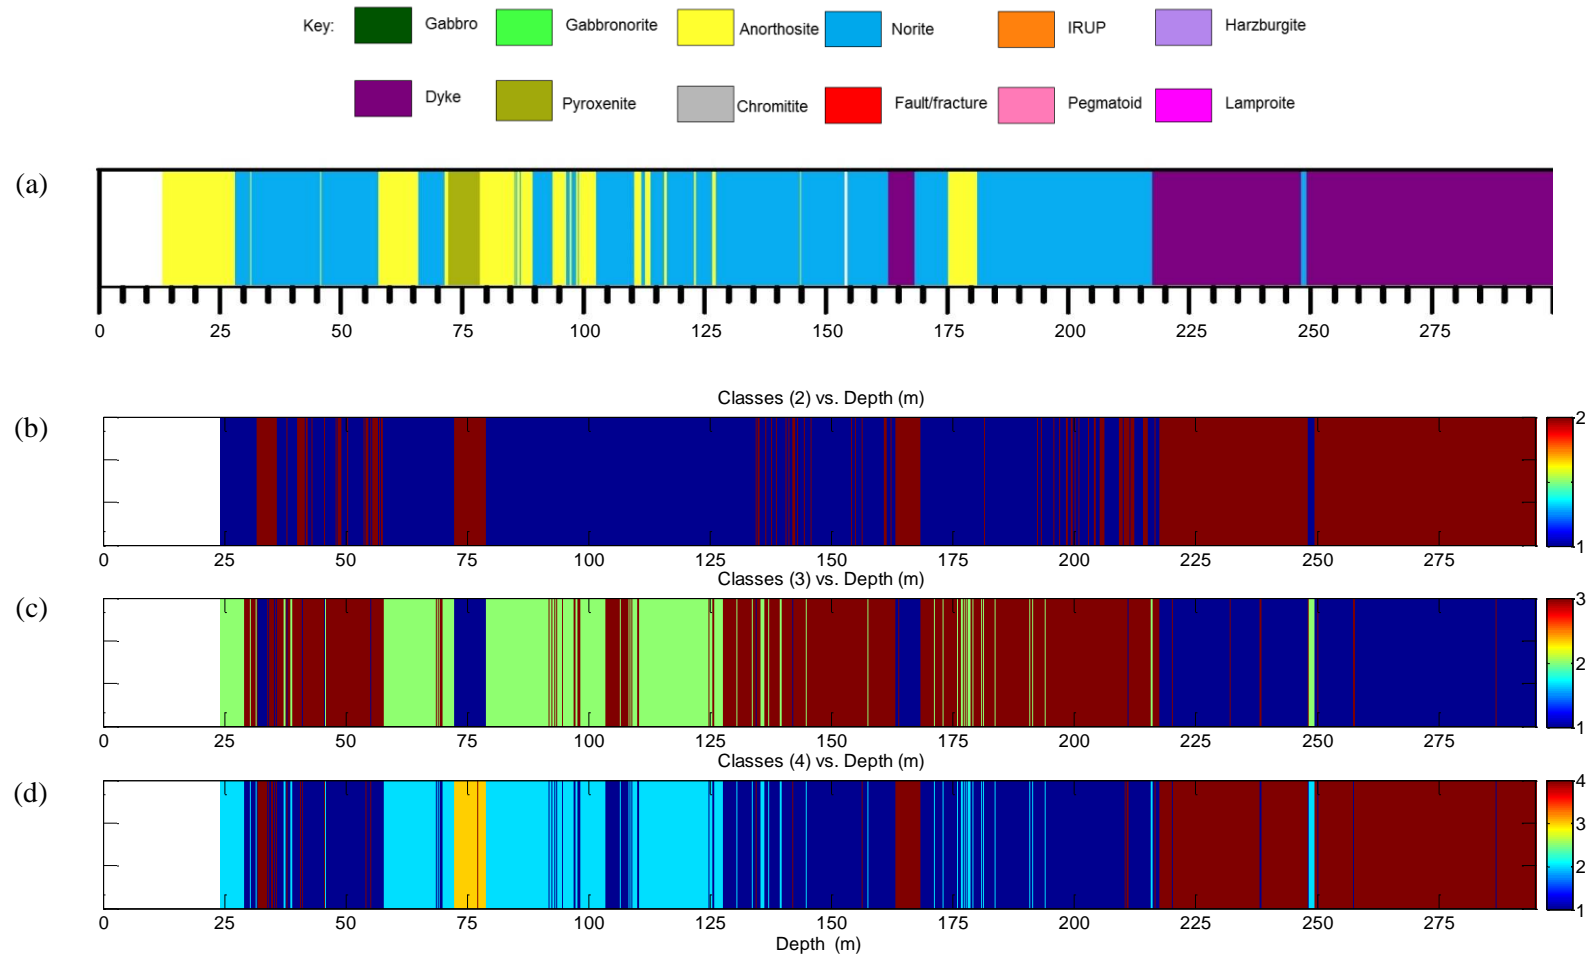 Key: Gabbro Gabbronorite Anorthosite Norite IRUP Harzburgite
Dyke Pyroxenite Chromitite Fault/fracture Pegmatoid Lamproite
(a)
0 25 50 75 100 125 150 175 200 225 250 275
Classes (2) vs. Depth (m)
(b)
2
1
0 25 50 75 100 125 150 175 200 225 250 275
Classes (3) vs. Depth (m)
(c)
3
2
1
0 25 50 75 100 125 150 175 200 225 250 275
Classes (4) vs. Depth (m)
(d)
4
3
2
1
0 25 50 75 100 125 150 175 200 225 250 275
Depth (m)